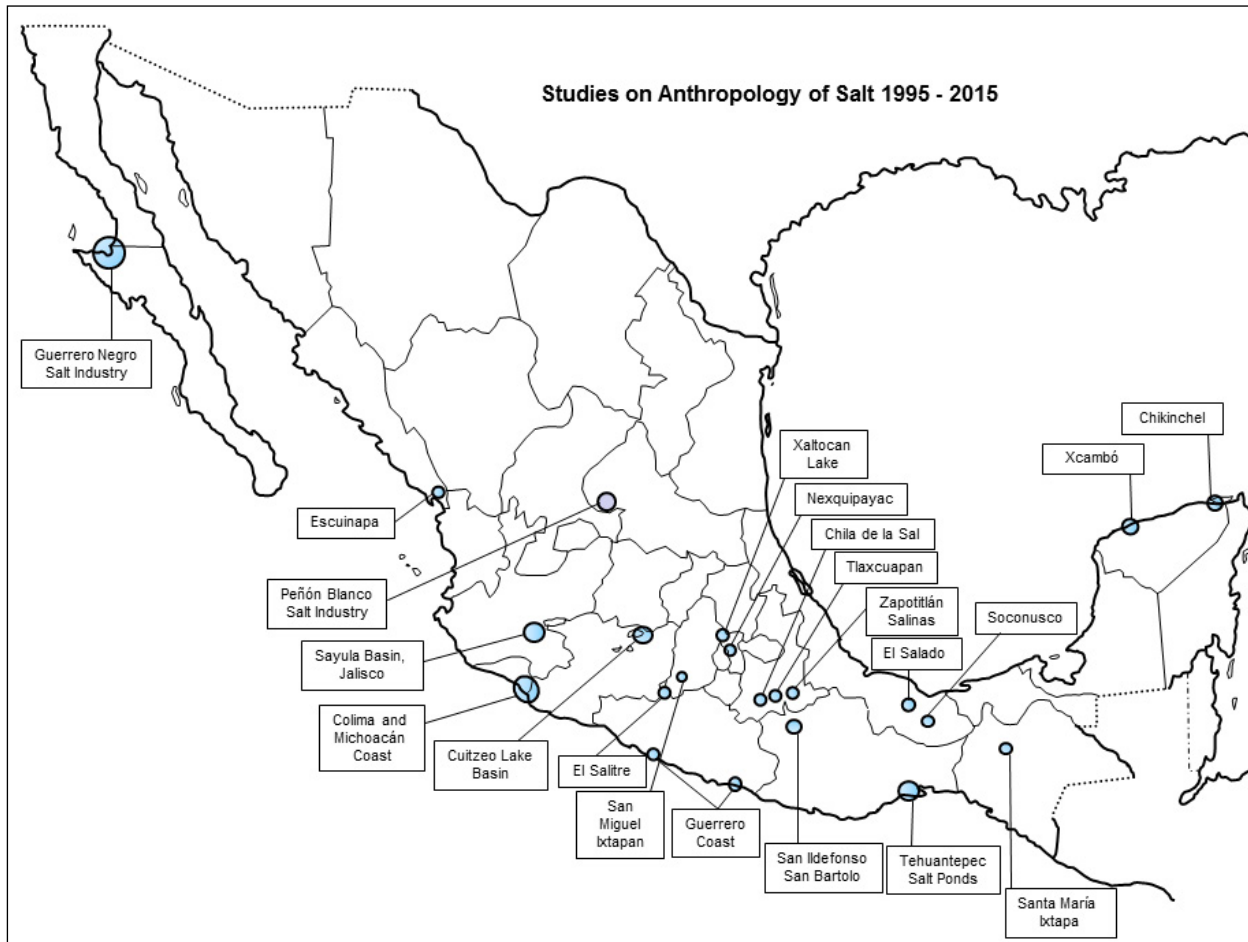 Studies on Anthropology of Salt 1995 - 2015
Guerrero Negro
Salt Industry
Chikinchel
Xcambó
Xaltocan
Lake
Nexquipayac
Escuinapa
Chila de la Sal
Tlaxcuapan
Peñón Blanco
Salt Industry
Zapotitlán
Salinas
Soconusco
El Salado
Sayula Basin,
Jalisco
Colima and
Michoacán
Coast
Cuitzeo Lake
Basin
El Salitre
San
Miguel
Ixtapan
Guerrero
Coast
San Ildefonso
San Bartolo
Tehuantepec
Salt Ponds
Santa María
Ixtapa